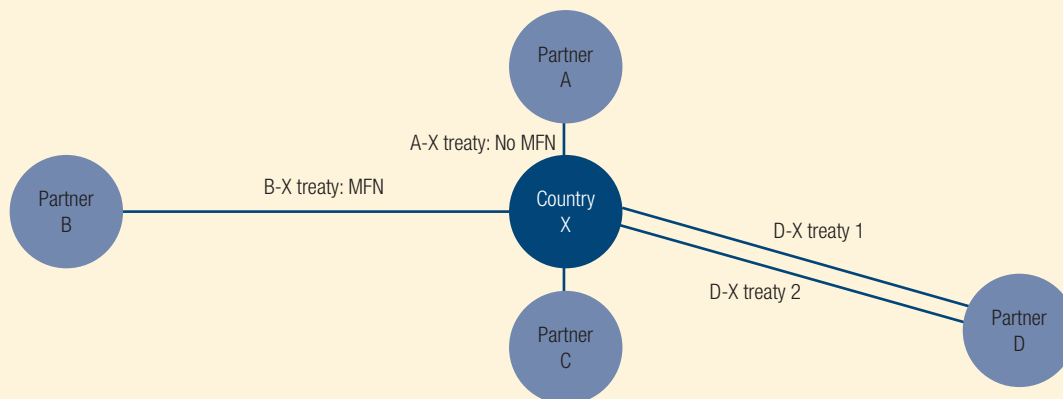 Partner
A
A-X treaty: No MFN
B-X treaty: MFN
Partner
B
Country
X
D-X treaty 1
D-X treaty 2
Partner
C
Partner
D